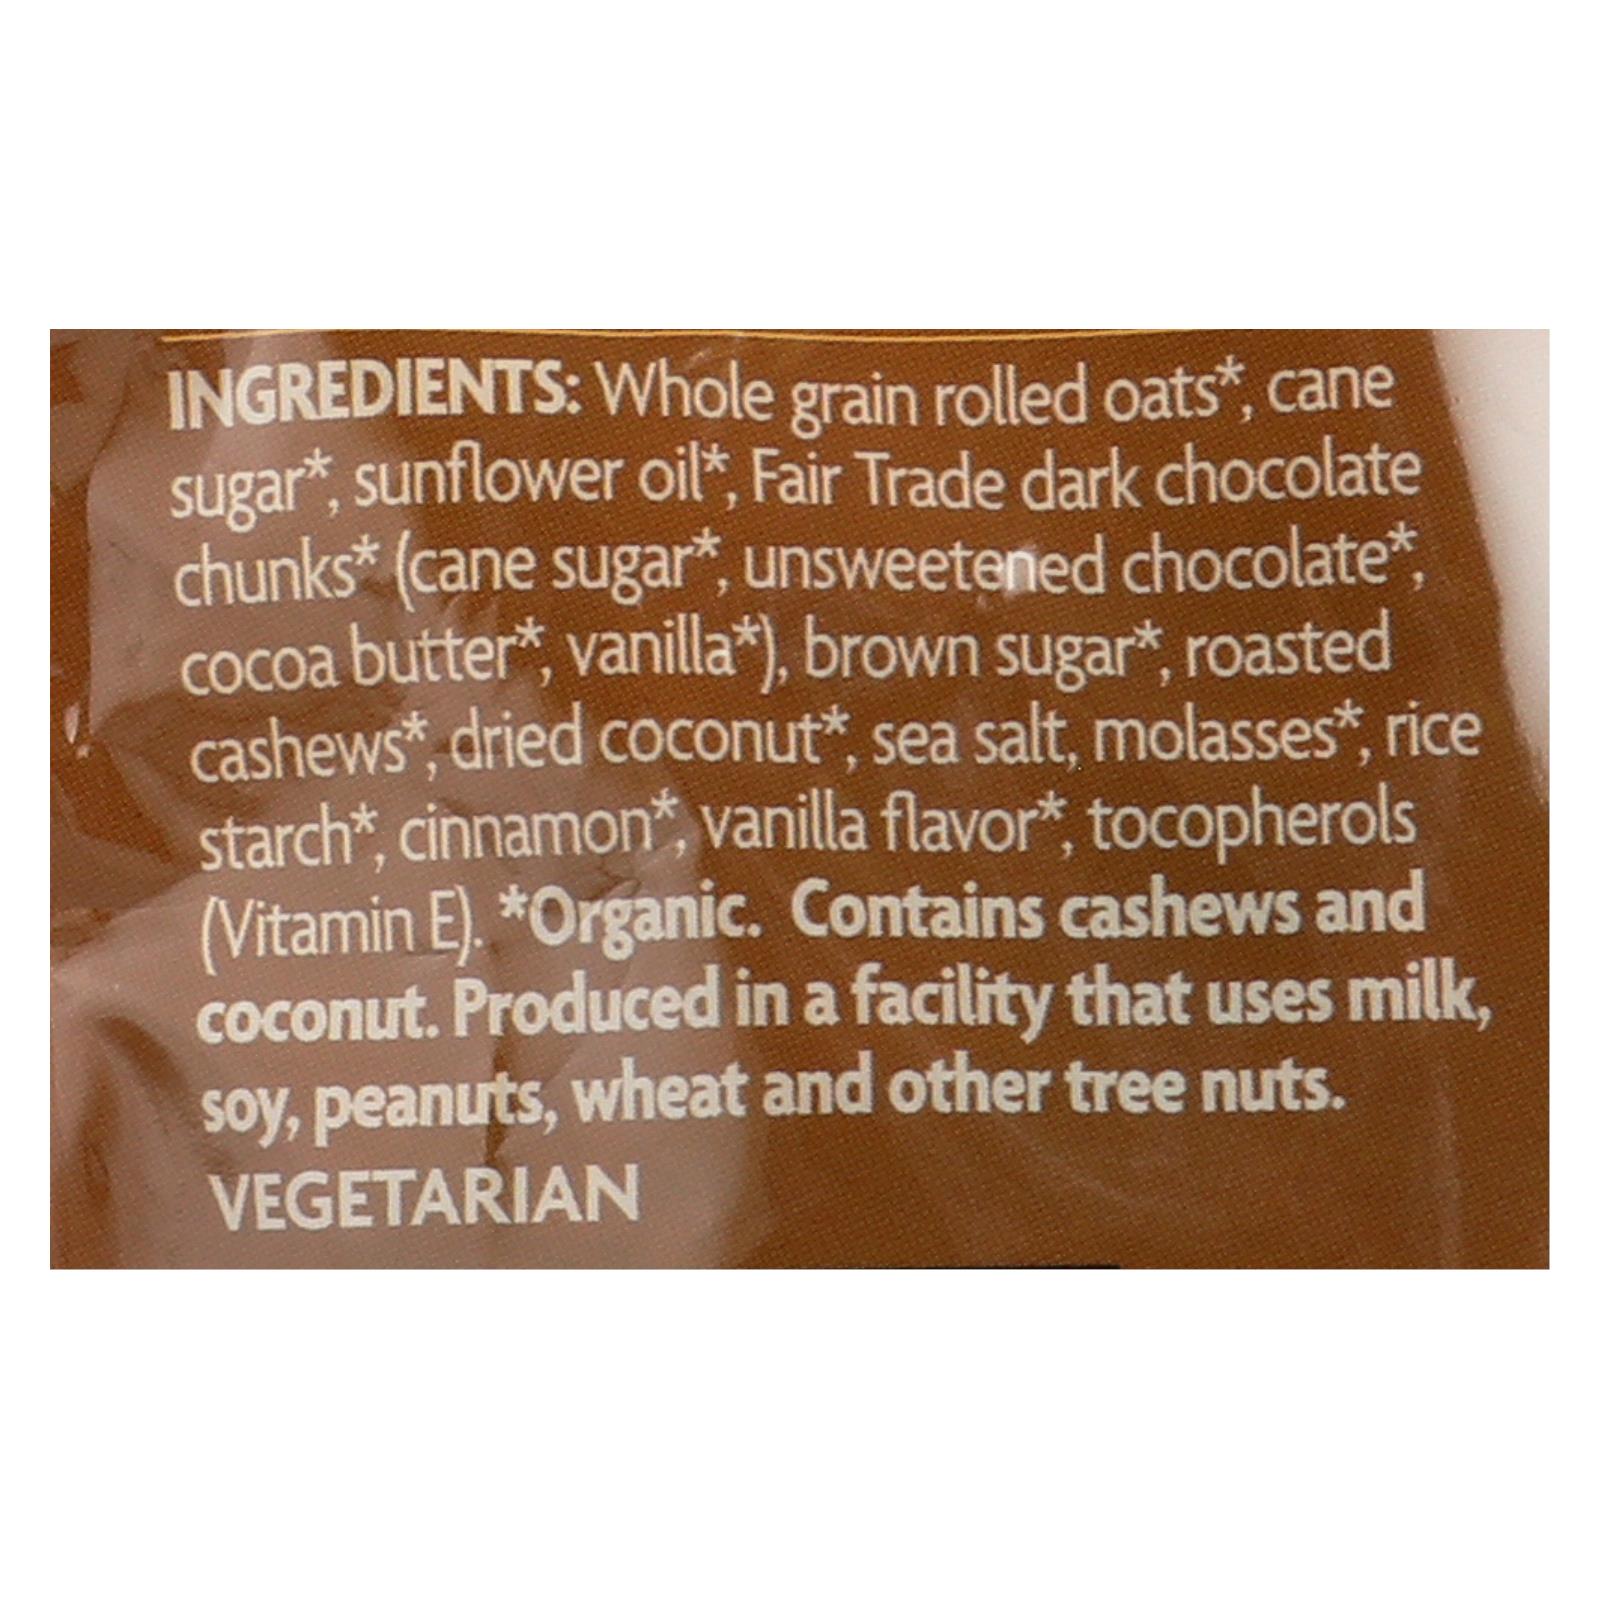 INGREDIENTS: Whole grain rolled oats*, cane
sugar*, sunflower oil*, Fair Trade dark chocolate
chunks* (cane sugar*, unsweetened chocolate*,
cocoa butter*, vanilla*), brown sugar*, roasted
cashews*, dried coconut*, sea salt, molasses*, rice
starch*, cinnamon*, vanilla flavor*, tocopherols
(Vitamin E). *Organic. Contains cashews and
coconut. Produced in a facility that uses milk,
soy, peanuts, wheat and other tree nuts.
VEGETARIAN